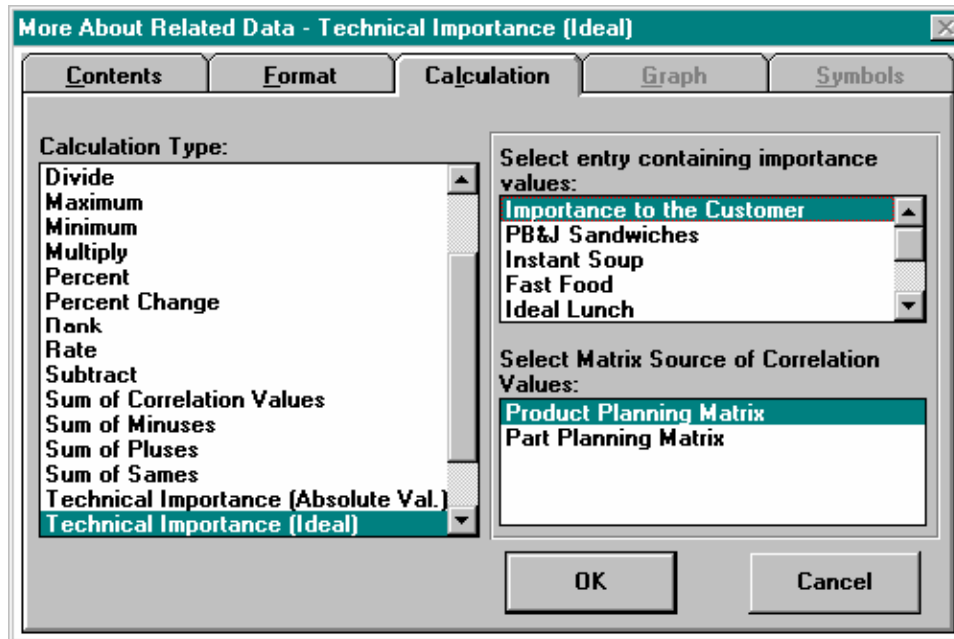 More About Related Data - Technical Importance (Ideal)
Contents
Format
Calculation
Graph
Symbols
Calculation Type:
Divide
Maximum
Minimum
Multiply
Percent
Percent Change
Rank
Rate
Subtract
Sum of Correlation Values
Sum of Minuses
Sum of Pluses
Sum of Sames
Technical Importance (Absolute Val.)
Technical Importance (Ideal)
Select entry containing importance
values:
Importance to the Customer
PB&J Sandwiches
Instant Soup
Fast Food
Ideal Lunch
Select Matrix Source of Correlation
Values:
Product Planning Matrix
Part Planning Matrix
OK
Cancel